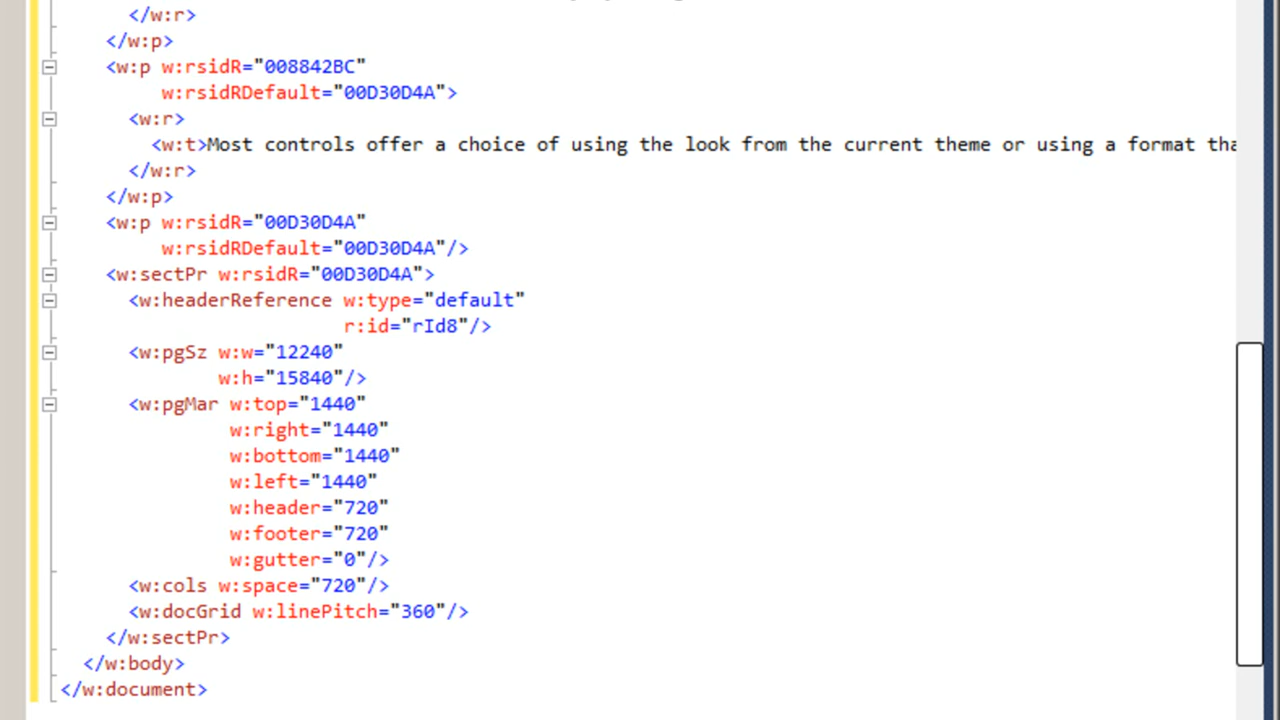 </w:r>
</w:p>
<w:p w:rsidR="008842BC"
w:rsidRDefault="00D30D4A">
<w:r>
<w:t>Most controls offer a choice of using the look from the current theme or using a format tha
</w:r>
</w:p>
<w:p w:rsidR="00D30D4A"
w:rsidRDefault="00D30D4A"/>
<w:sectPr w:rsidR="00D30D4A">
<w:headerReference w:type="default"
r:id="rId8"/>
<w:pgSz w:w="12240"
w:h="15840"/>
<w:pgMar w:top="1440"
w:right="1440"
w:bottom="1440"
w:left="1440"
w:header="720"
w:footer="720"
w:gutter="0"/>
<w:cols w:space="720"/>
<w:docGrid w:linePitch="360"/>
</w:sectPr>
</w:body>
</w:document>